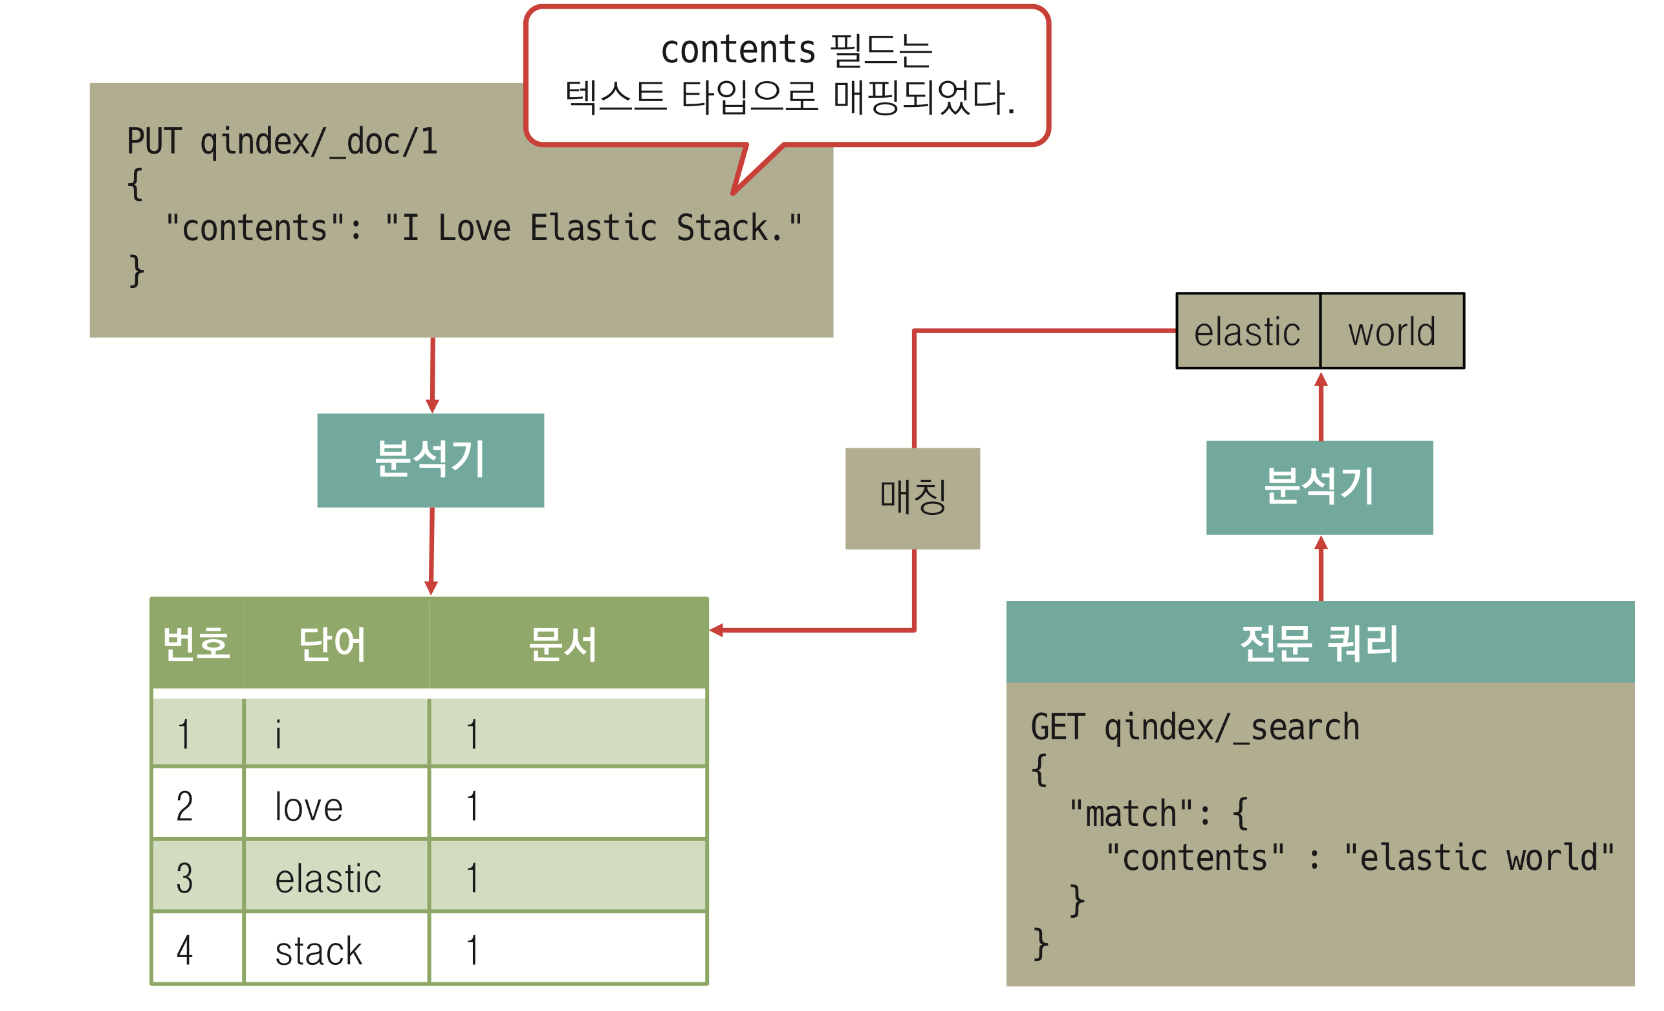 contents 필드는
텍스트 타입으로 매핑되었다.
PUT qindex/_doc/1
{
  "contents": "I Love Elastic Stack."
}
분석기
번호 단어 문서
1 i 1
2 love 1
3 elastic 1
4 stack 1
매칭
elastic world
분석기
전문 쿼리
GET qindex/_search
{
  "match": {
    "contents" : "elastic world"
  }
}